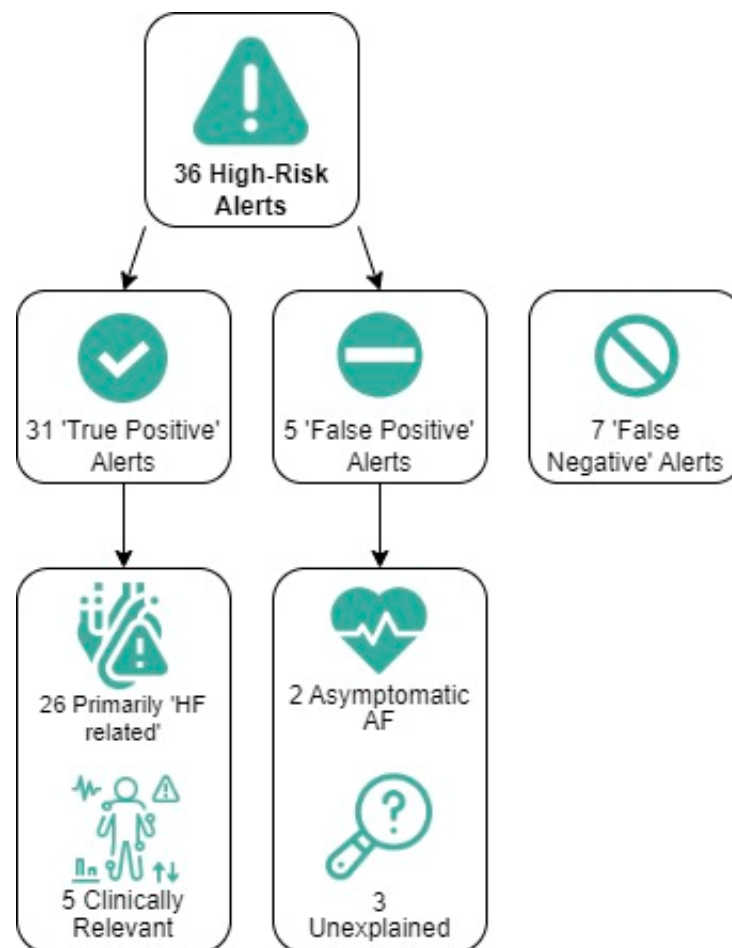 36 High-Risk
Alerts
31 'True Positive'
Alerts
5 'False Positive'
Alerts
7 'False
Negative' Alerts
26 Primarily 'HF
related'
5 Clinically
Relevant
2 Asymptomatic
AF
3
Unexplained